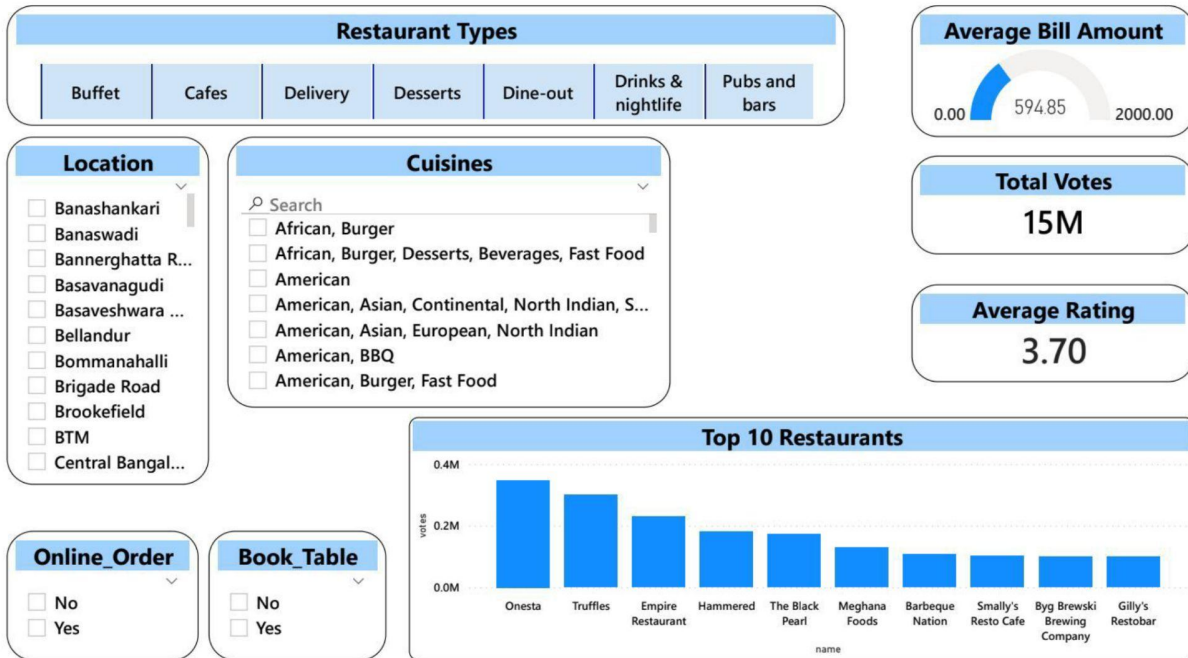 Restaurant Types
Buffet
Cafes
Delivery
Desserts
Dine-out
Drinks &
nightlife
Pubs and
bars
Average Bill Amount
0.00
594.85
2000.00
Location
Banashankari
Banaswadi
Bannerghatta R...
Basavanagudi
Basaveshwara ...
Bellandur
Bommanahalli
Brigade Road
Brookefield
BTM
Central Bangal...
Cuisines
Search
African, Burger
African, Burger, Desserts, Beverages, Fast Food
American
American, Asian, Continental, North Indian, S...
American, Asian, European, North Indian
American, BBQ
American, Burger, Fast Food
Total Votes
15M
Average Rating
3.70
Top 10 Restaurants
0.4M
0.2M
0.0M
votes
Onesta
Truffles
Empire
Restaurant
Hammered
The Black
Pearl
Meghana
Foods
Barbeque
Nation
Smally's
Resto Cafe
Byg Brewski
Brewing
Company
Gilly's
Restobar
name
Online_Order
No
Yes
Book_Table
No
Yes